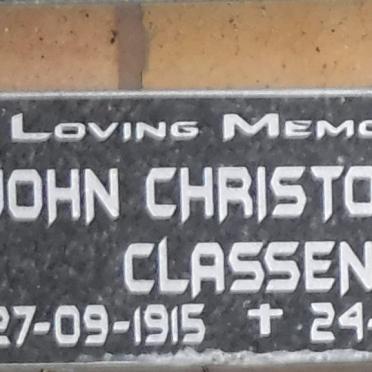 LOVING MEMO
JOHN CHRISTO
CLASSEN
27-09-1915 ✝ 24-